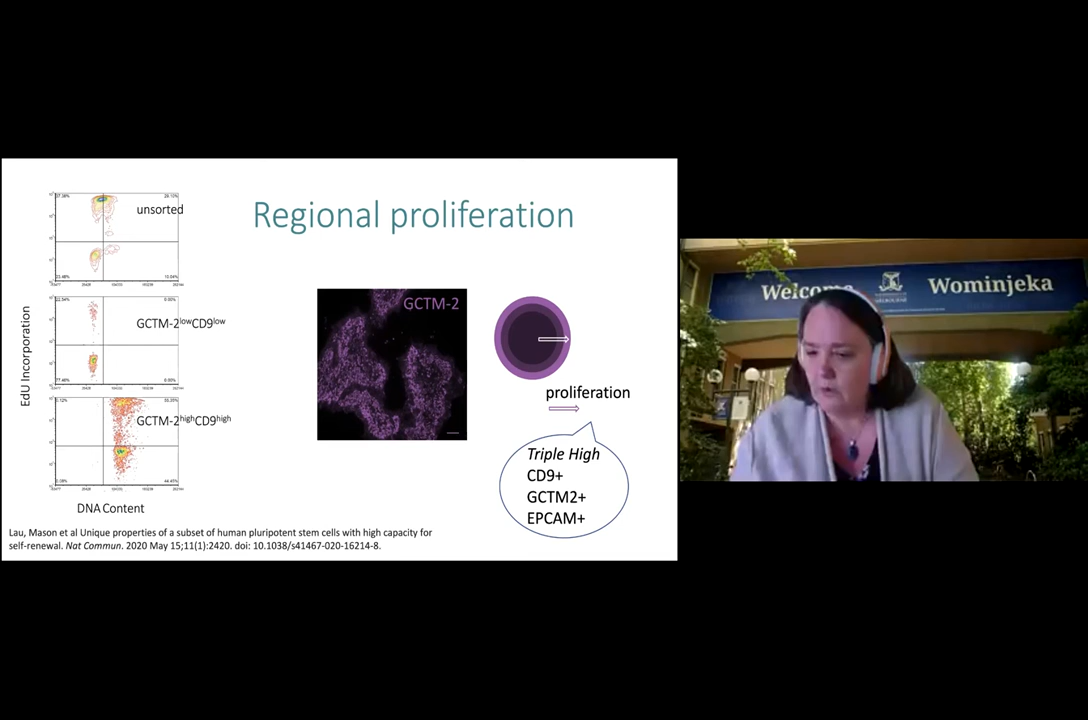 Regional proliferation
unsorted
GCTM-2lowCD9low
GCTM-2highCD9high
EdU Incorporation
DNA Content
GCTM-2
proliferation
Triple High
CD9+
GCTM2+
EPCAM+
Lau, Mason et al Unique properties of a subset of human pluripotent stem cells with high capacity for
self-renewal. Nat Commun. 2020 May 15;11(1):2420. doi: 10.1038/s41467-020-16214-8.
Welcome Wominjeka